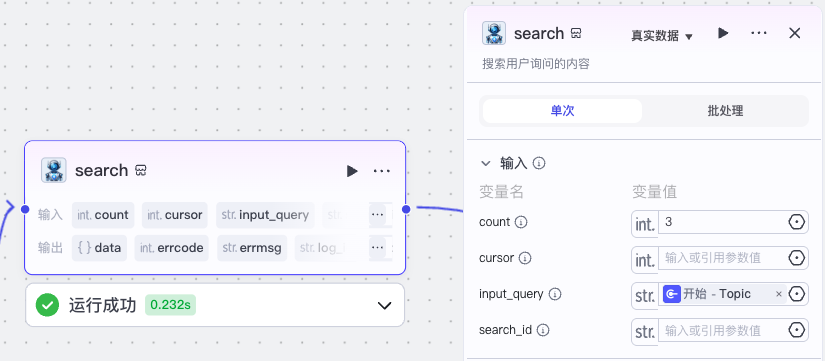 search
输入 int. count int. cursor str. input_query str. ...
输出 { } data int. errcode str. errmsg str. log_ ...
运行成功 0.232s
search 真实数据
搜索用户询问的内容
单次 批处理
输入
变量名 变量值
count int. 3
cursor int. 输入或引用参数值
input_query str. 开始 - Topic ×
search_id str. 输入或引用参数值